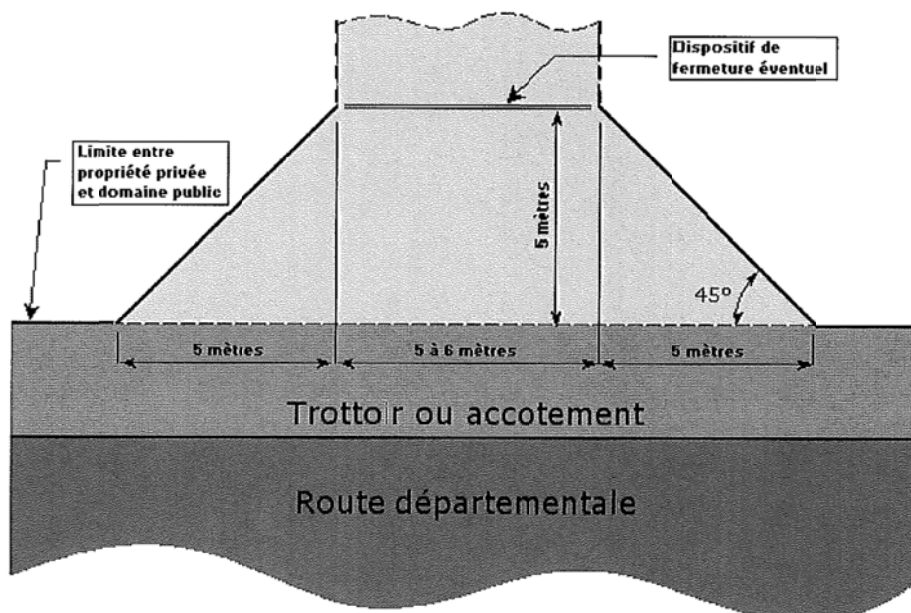 Dispositif de
fermeture éventuel
Limite entre
propriété privée
et domaine public
5 mètres
45°
5 mètres
5 à 6 mètres
5 mètres
Trottoir ou accotement
Route départementale